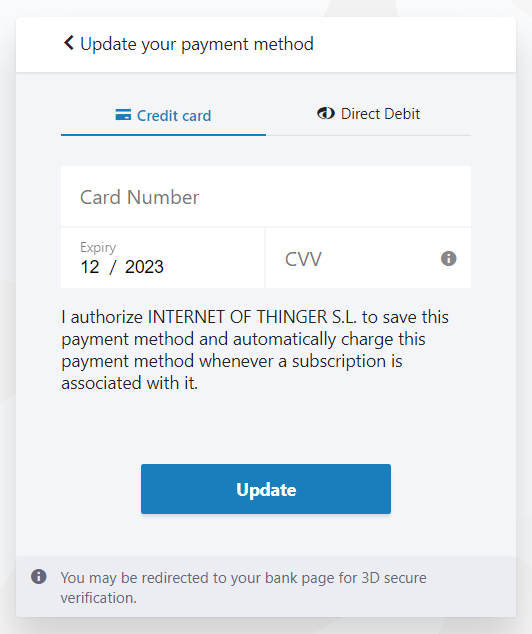 Update your payment method
Credit card
Direct Debit
Card Number
Expiry
12 / 2023
CVV
I authorize INTERNET OF THINGER S.L. to save this
payment method and automatically charge this
payment method whenever a subscription is
associated with it.
Update
You may be redirected to your bank page for 3D secure
verification.